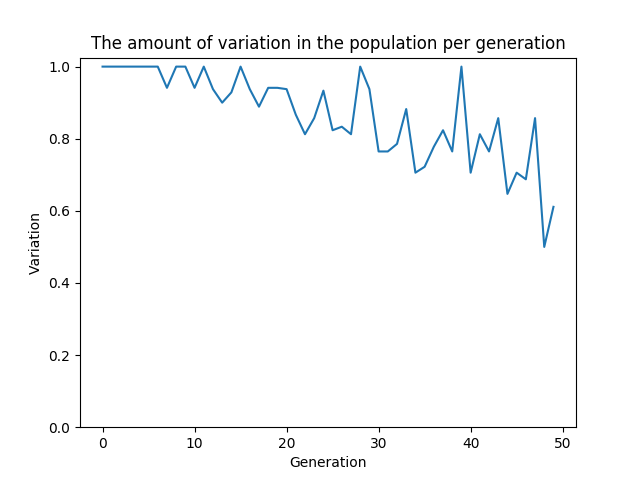 The amount of variation in the population per generation
1.0
0.8
0.6
0.4
0.2
0.0
Variation
0 10 20 30 40 50
Generation